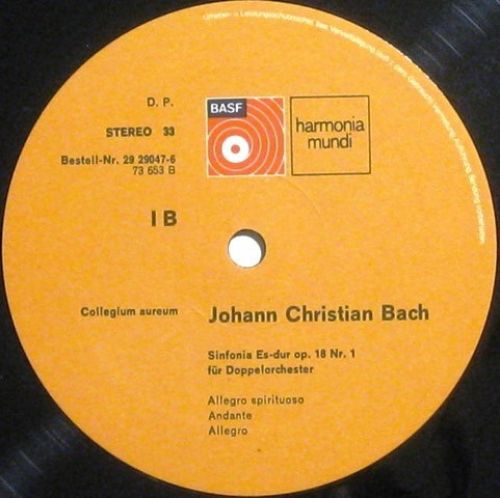 D. P.
STEREO 33
Bestell-Nr. 29 29047-6
73 653 B
BASF
harmonia
mundi
I B
Collegium aureum
Johann Christian Bach
Sinfonia Es-dur op. 18 Nr. 1
für Doppelorchester
Allegro spirituoso
Andante
Allegro